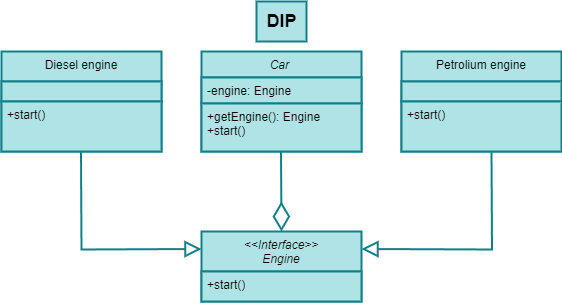 DIP
Diesel engine
+start()
Car
-engine: Engine
+getEngine(): Engine
+start()
Petrolium engine
+start()
<<Interface>>
Engine
+start()